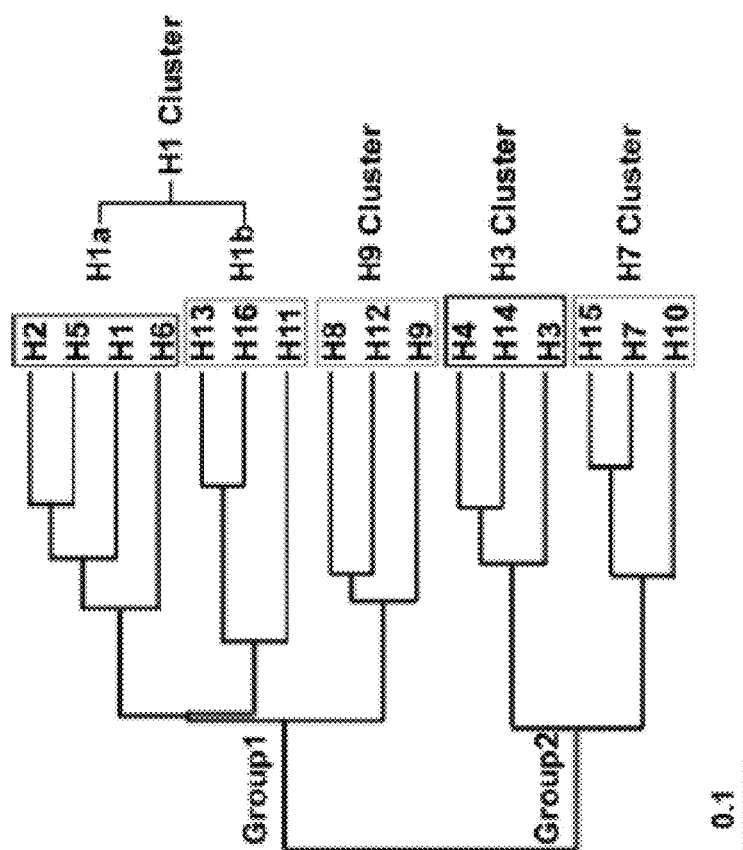 H2
H5
H1
H6
H1a
H1 Cluster
H13
H16
H11
H1b
H8
H12
H9
H9 Cluster
H4
H14
H3
H3 Cluster
H15
H7
H10
H7 Cluster
Group1
Group2
0.1